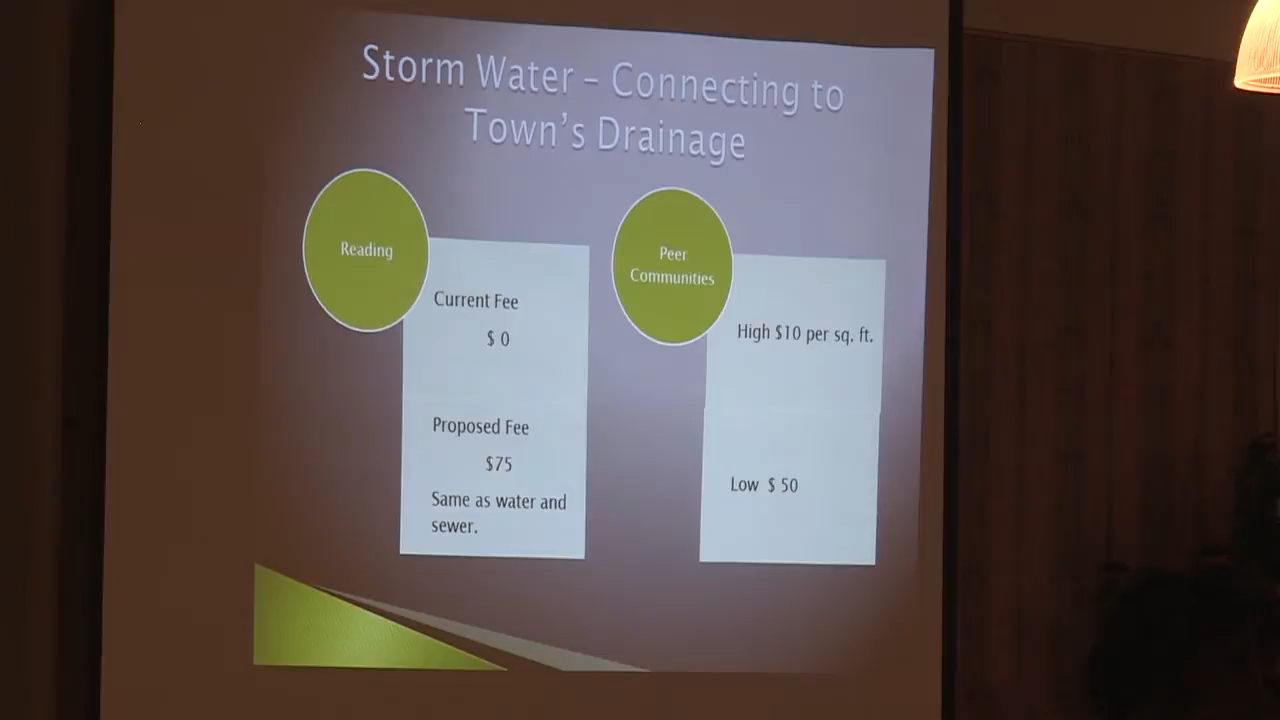 Storm Water – Connecting to
Town's Drainage
Reading
Current Fee
$ 0
Proposed Fee
$75
Same as water and
sewer.
Peer
Communities
High $10 per sq. ft.
Low $ 50